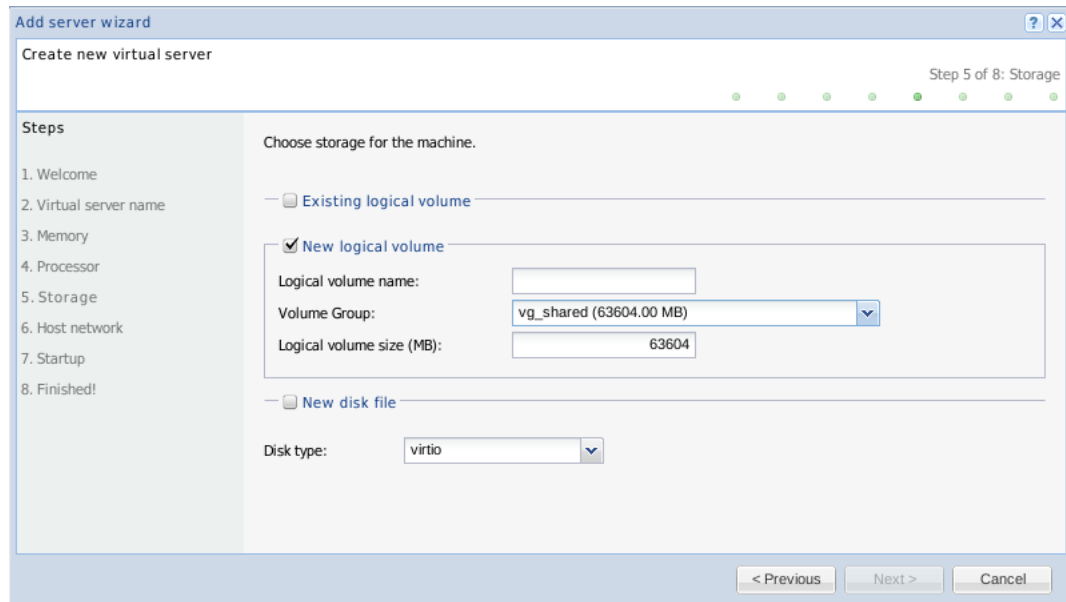 Add server wizard
Create new virtual server
Step 5 of 8: Storage
Steps
1. Welcome
2. Virtual server name
3. Memory
4. Processor
5. Storage
6. Host network
7. Startup
8. Finished!
Choose storage for the machine.
Existing logical volume
New logical volume
Logical volume name:
Volume Group: vg_shared (63604.00 MB)
Logical volume size (MB): 63604
New disk file
Disk type: virtio
< Previous Next > Cancel